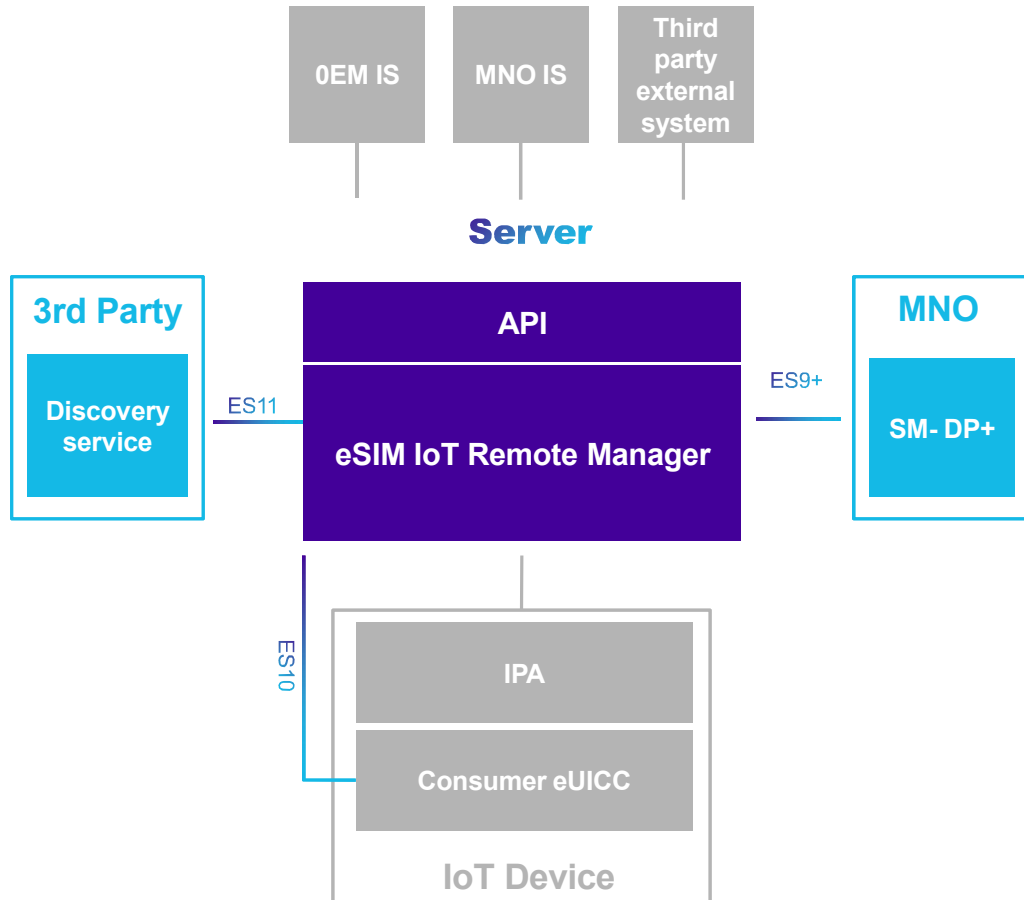 0EM IS
MNO IS
Third
party
external
system
Server
3rd Party
API
MNO
Discovery
service
ES11
eSIM IoT Remote Manager
ES9+
SM- DP+
ES10
IPA
Consumer eUICC
IoT Device